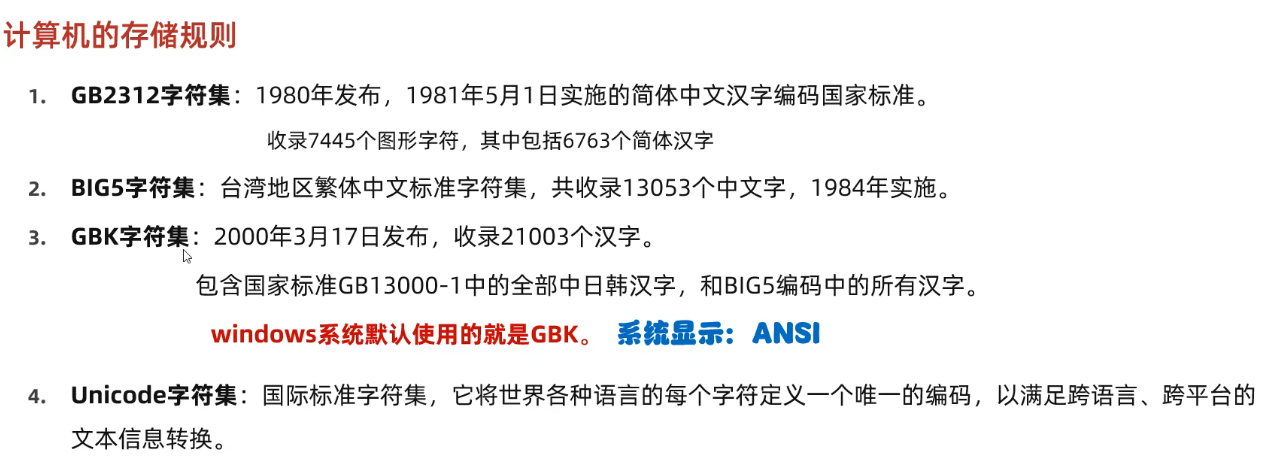 计算机的存储规则
1. GB2312字符集：1980年发布，1981年5月1日实施的简体中文汉字编码国家标准。
收录7445个图形字符，其中包括6763个简体汉字
2. BIG5字符集：台湾地区繁体中文标准字符集，共收录13053个中文字，1984年实施。
3. GBK字符集：2000年3月17日发布，收录21003个汉字。
包含国家标准GB13000-1中的全部中日韩汉字，和BIG5编码中的所有汉字。
windows系统默认使用的就是GBK。 系统显示：ANSI
4. Unicode字符集：国际标准字符集，它将世界各种语言的每个字符定义一个唯一的编码，以满足跨语言、跨平台的
文本信息转换。